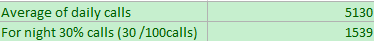 Average of daily calls 5130
For night 30% calls (30 /100calls) 1539